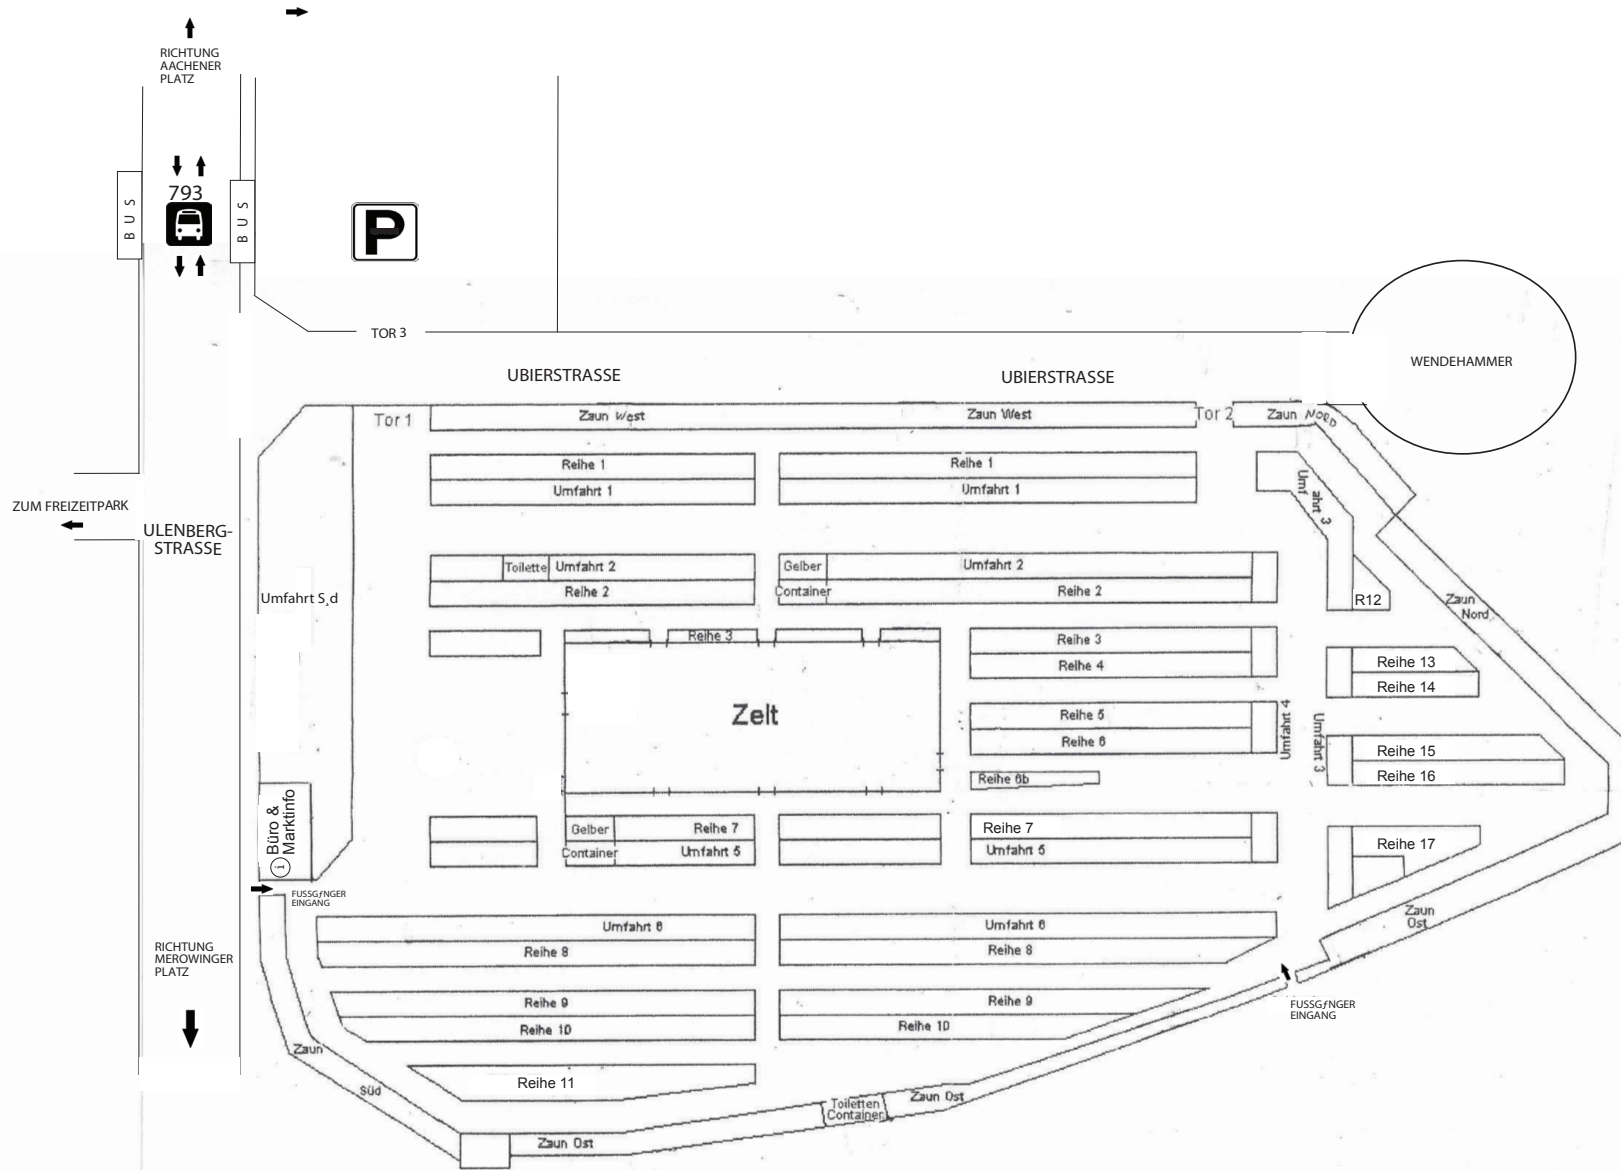 RICHTUNG
AACHENER
PLATZ
793
B U S
B U S
P
TOR 3
UBIERSTRASSE
UBIERSTRASSE
WENDEHAMMER
Tor 1
Zaun West
Zaun West
Tor 2
Zaun NORD
Reihe 1
Reihe 1
Umfahrt 1
Umfahrt 1
Umfahrt 3
ZUM FREIZEITPARK
ULENBERG-
STRASSE
Toilette
Umfahrt 2
Gelber
Umfahrt 2
Reihe 2
Container
Reihe 2
Umfahrt S¸d
R12
Zaun
Nord
Reihe 3
Reihe 3
Reihe 4
Reihe 13
Reihe 14
Zelt
Reihe 5
Reihe 6
Umfahrt 4
Umfahrt 3
Reihe 15
Reihe 16
Reihe 6b
Büro &
Marktinfo
i
Gelber
Reihe 7
Reihe 7
Container
Umfahrt 5
Umfahrt 5
Reihe 17
FUSSGƒNGER
EINGANG
Zaun
Ost
Umfahrt 6
Umfahrt 6
Reihe 8
Reihe 8
RICHTUNG
MEROWINGER
PLATZ
Reihe 9
Reihe 9
Reihe 10
Reihe 10
FUSSGƒNGER
EINGANG
Zaun
Süd
Reihe 11
Toiletten
Container
Zaun Ost
Zaun Ost